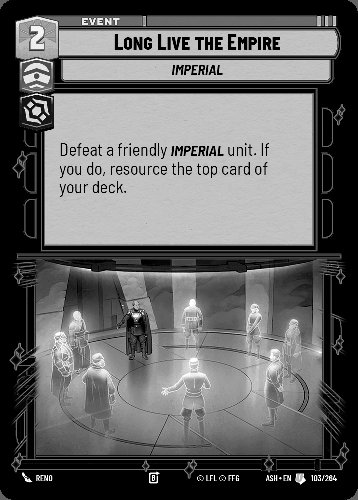 EVENT
2
LONG LIVE THE EMPIRE
IMPERIAL
Defeat a friendly IMPERIAL unit. If
you do, resource the top card of
your deck.
RENO
© LFL © FFG
ASH • EN
103/264